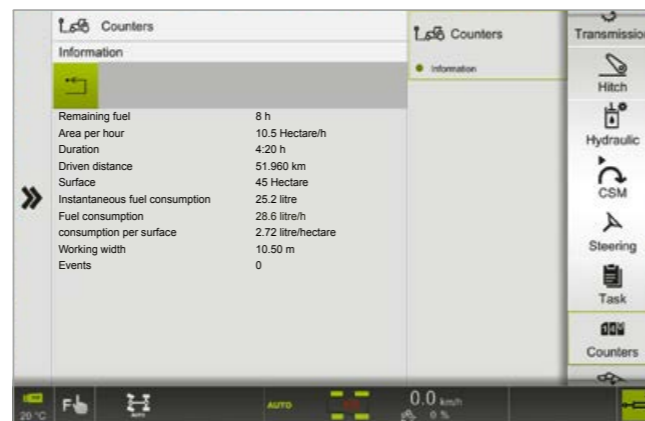 Counters
Information
Remaining fuel 8 h
Area per hour 10.5 Hectare/h
Duration 4:20 h
Driven distance 51.960 km
Surface 45 Hectare
Instantaneous fuel consumption 25.2 litre
Fuel consumption 28.6 litre/h
consumption per surface 2.72 litre/hectare
Working width 10.50 m
Events 0
Counters
Information
Transmissio
Hitch
Hydraulic
CSM
Steering
Task
Counters
20 °C
F
AUTO
AUTO
0.0 km/h
0 %